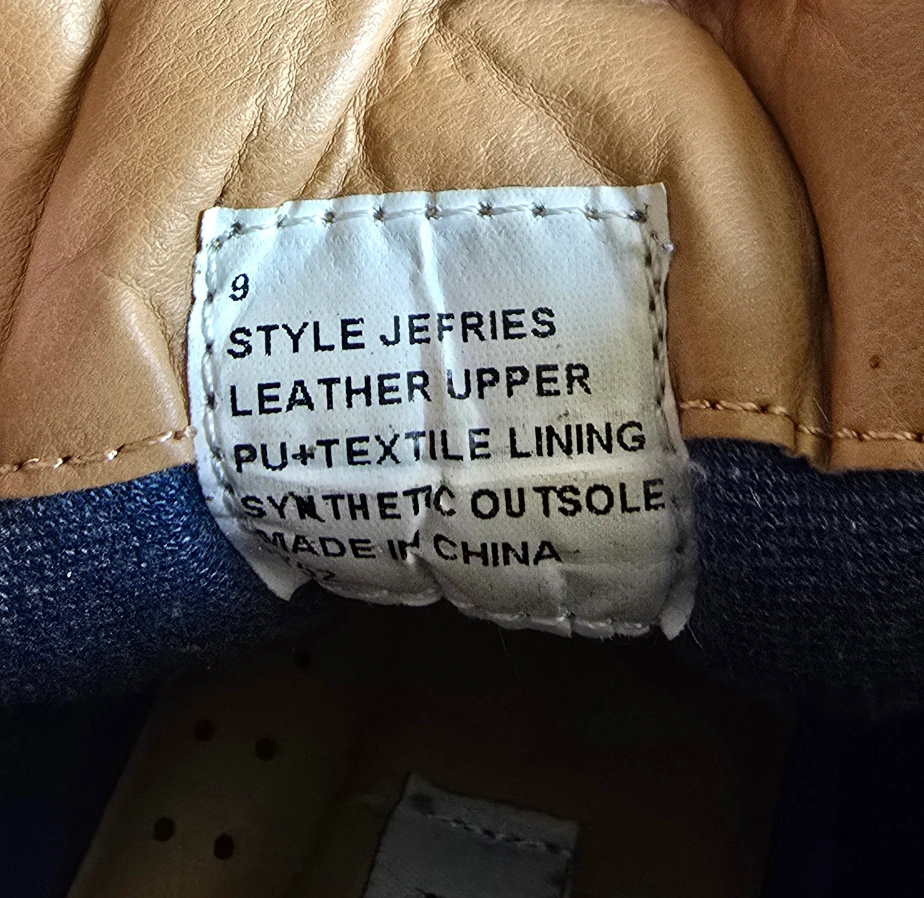 9
STYLE JEFRIES
LEATHER UPPER
PU+TEXTILE LINING
SYNTHETIC OUTSOLE
MADE IN CHINA